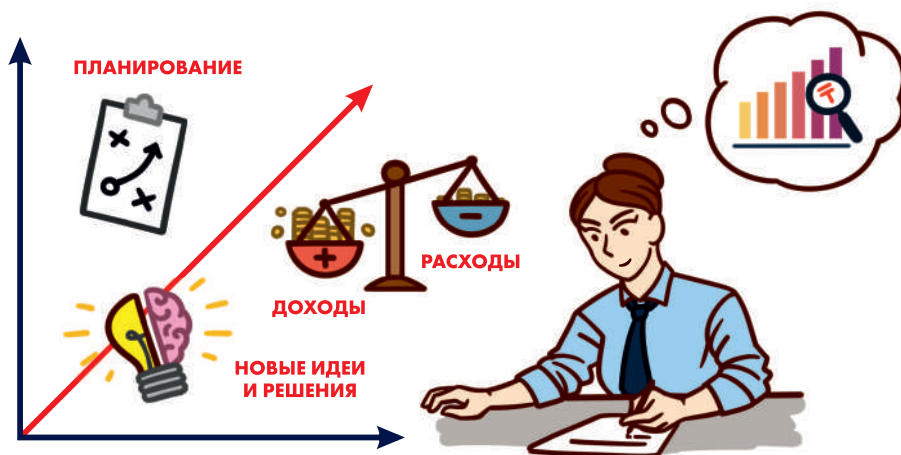 ПЛАНИРОВАНИЕ
РАСХОДЫ
ДОХОДЫ
НОВЫЕ ИДЕИ
И РЕШЕНИЯ